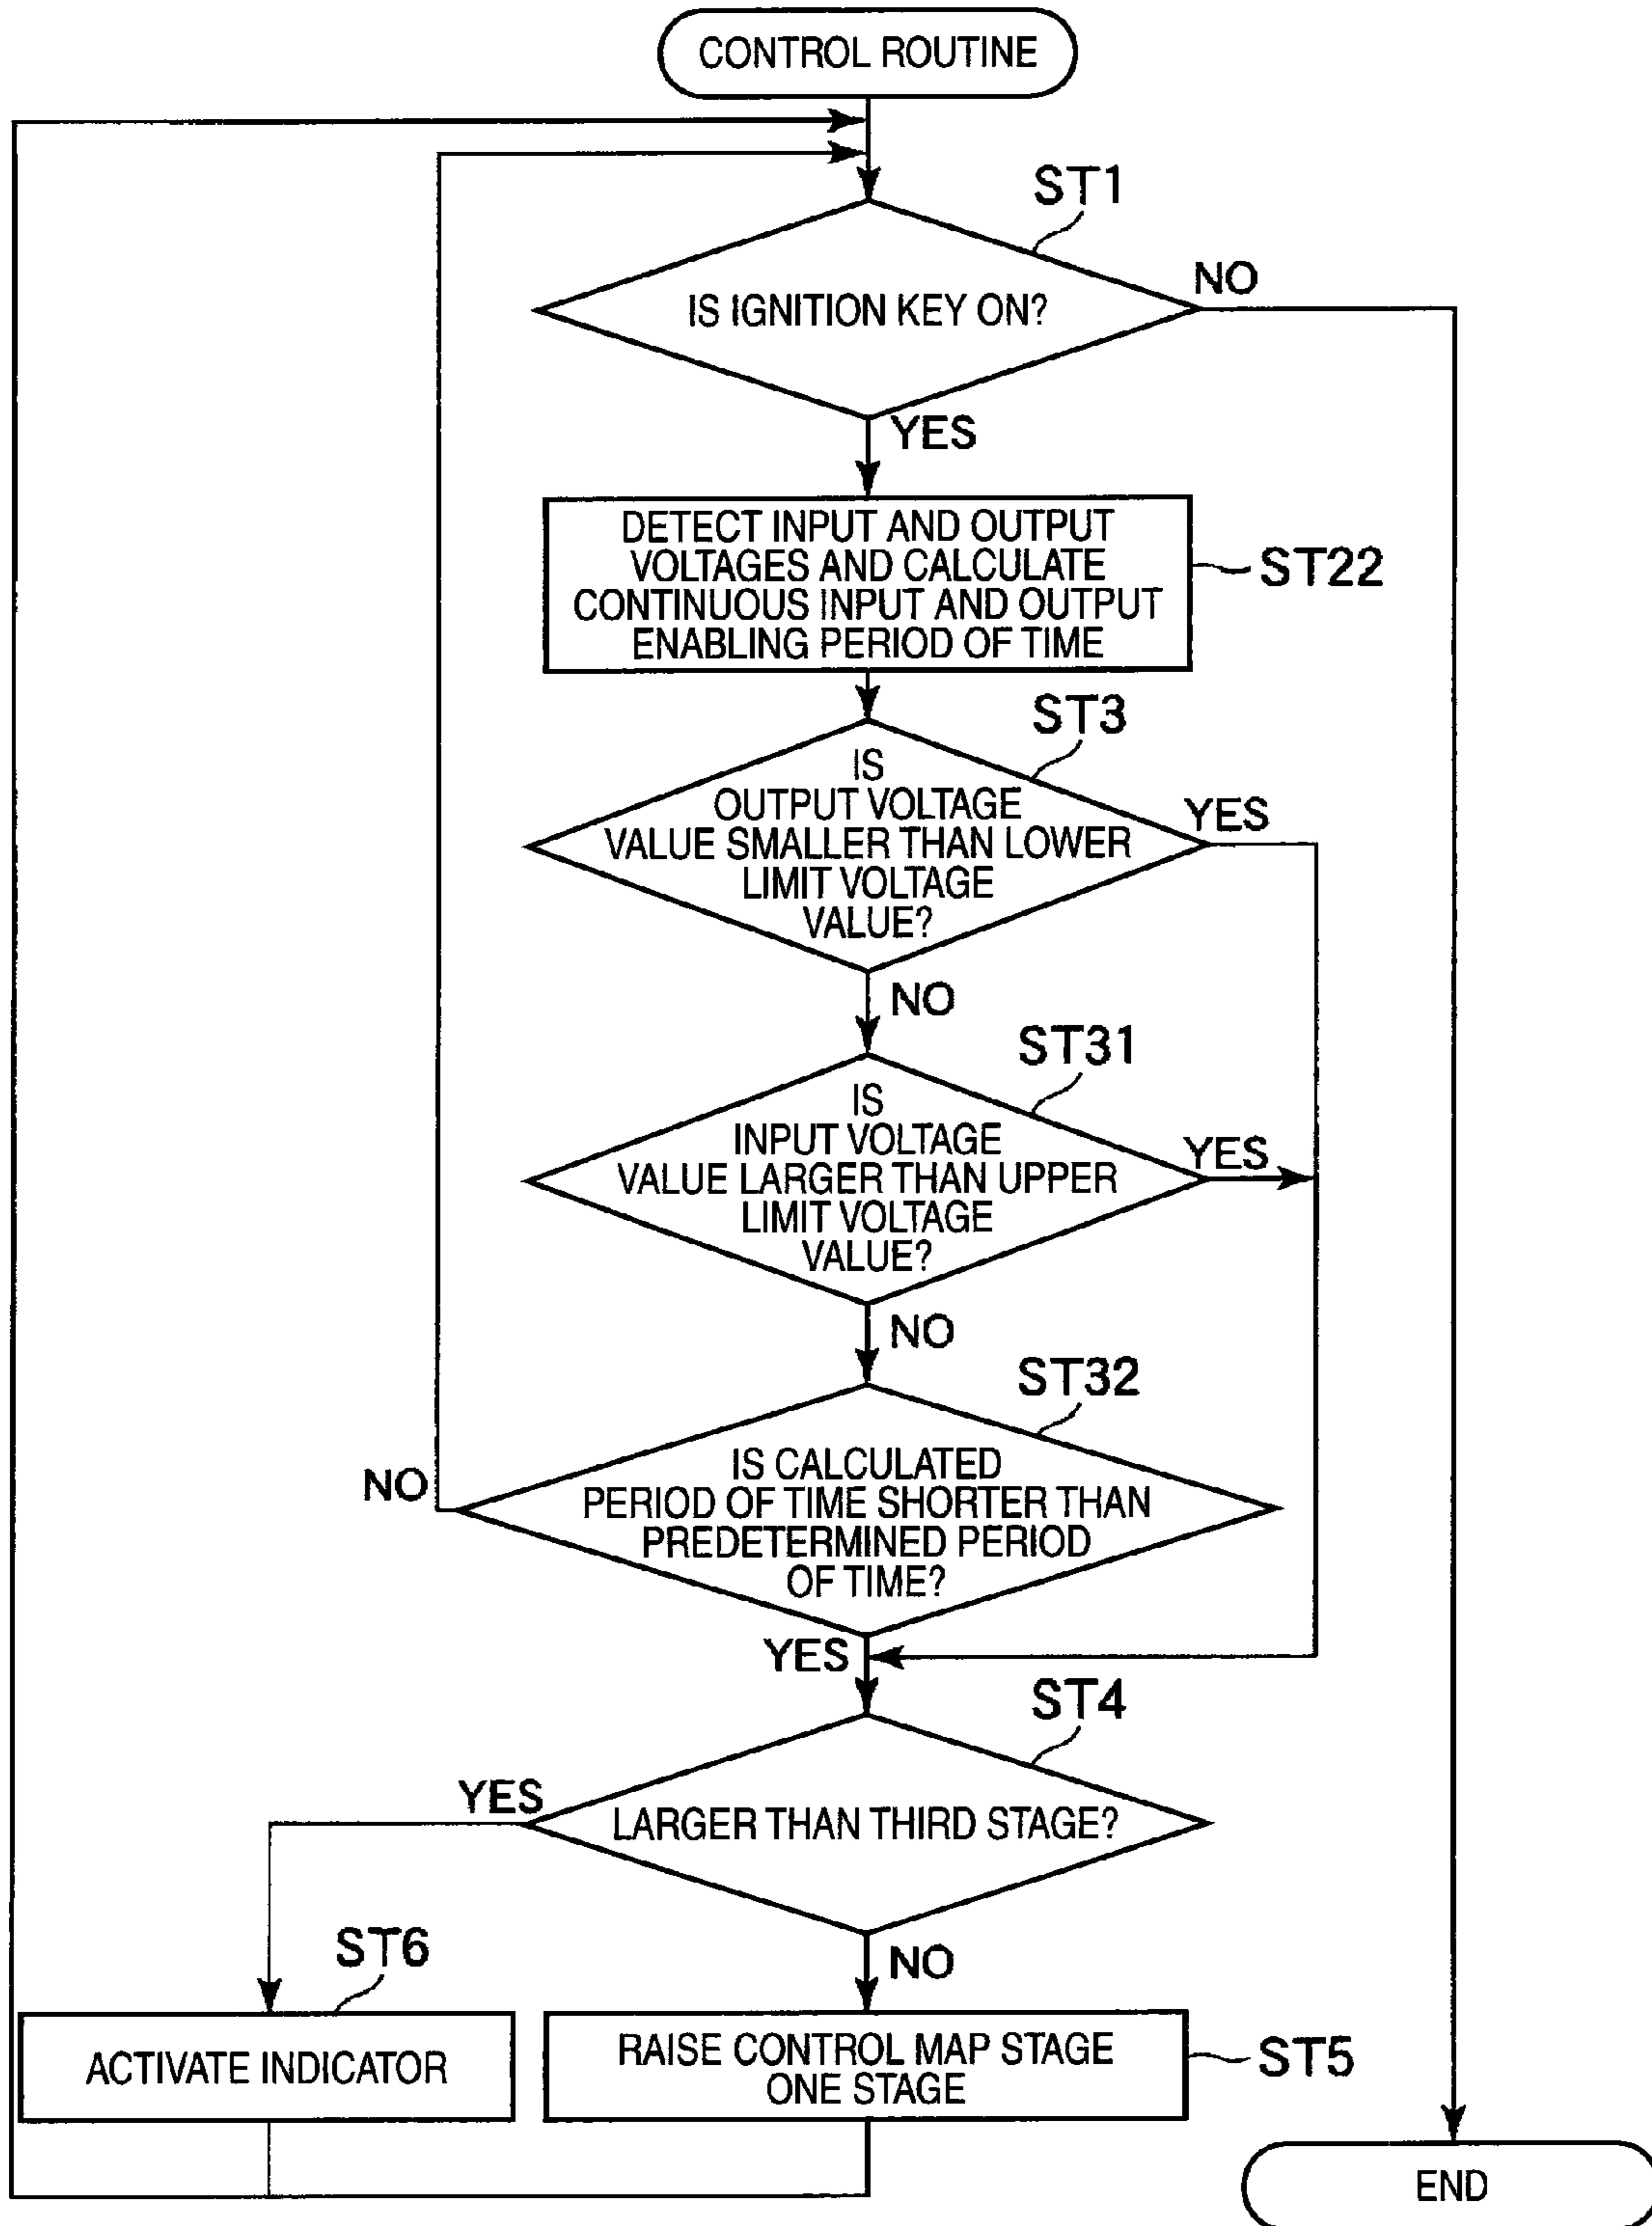 CONTROL ROUTINE
ST1
IS IGNITION KEY ON?
NO
YES
DETECT INPUT AND OUTPUT
VOLTAGES AND CALCULATE
CONTINUOUS INPUT AND OUTPUT
ENABLING PERIOD OF TIME
ST22
ST3
IS
OUTPUT VOLTAGE
VALUE SMALLER THAN LOWER
LIMIT VOLTAGE
VALUE?
YES
NO
ST31
IS
INPUT VOLTAGE
VALUE LARGER THAN UPPER
LIMIT VOLTAGE
VALUE?
YES
NO
ST32
IS CALCULATED
PERIOD OF TIME SHORTER THAN
PREDETERMINED PERIOD
OF TIME?
NO
YES
ST4
LARGER THAN THIRD STAGE?
YES
NO
ST6
ACTIVATE INDICATOR
RAISE CONTROL MAP STAGE
ONE STAGE
ST5
END